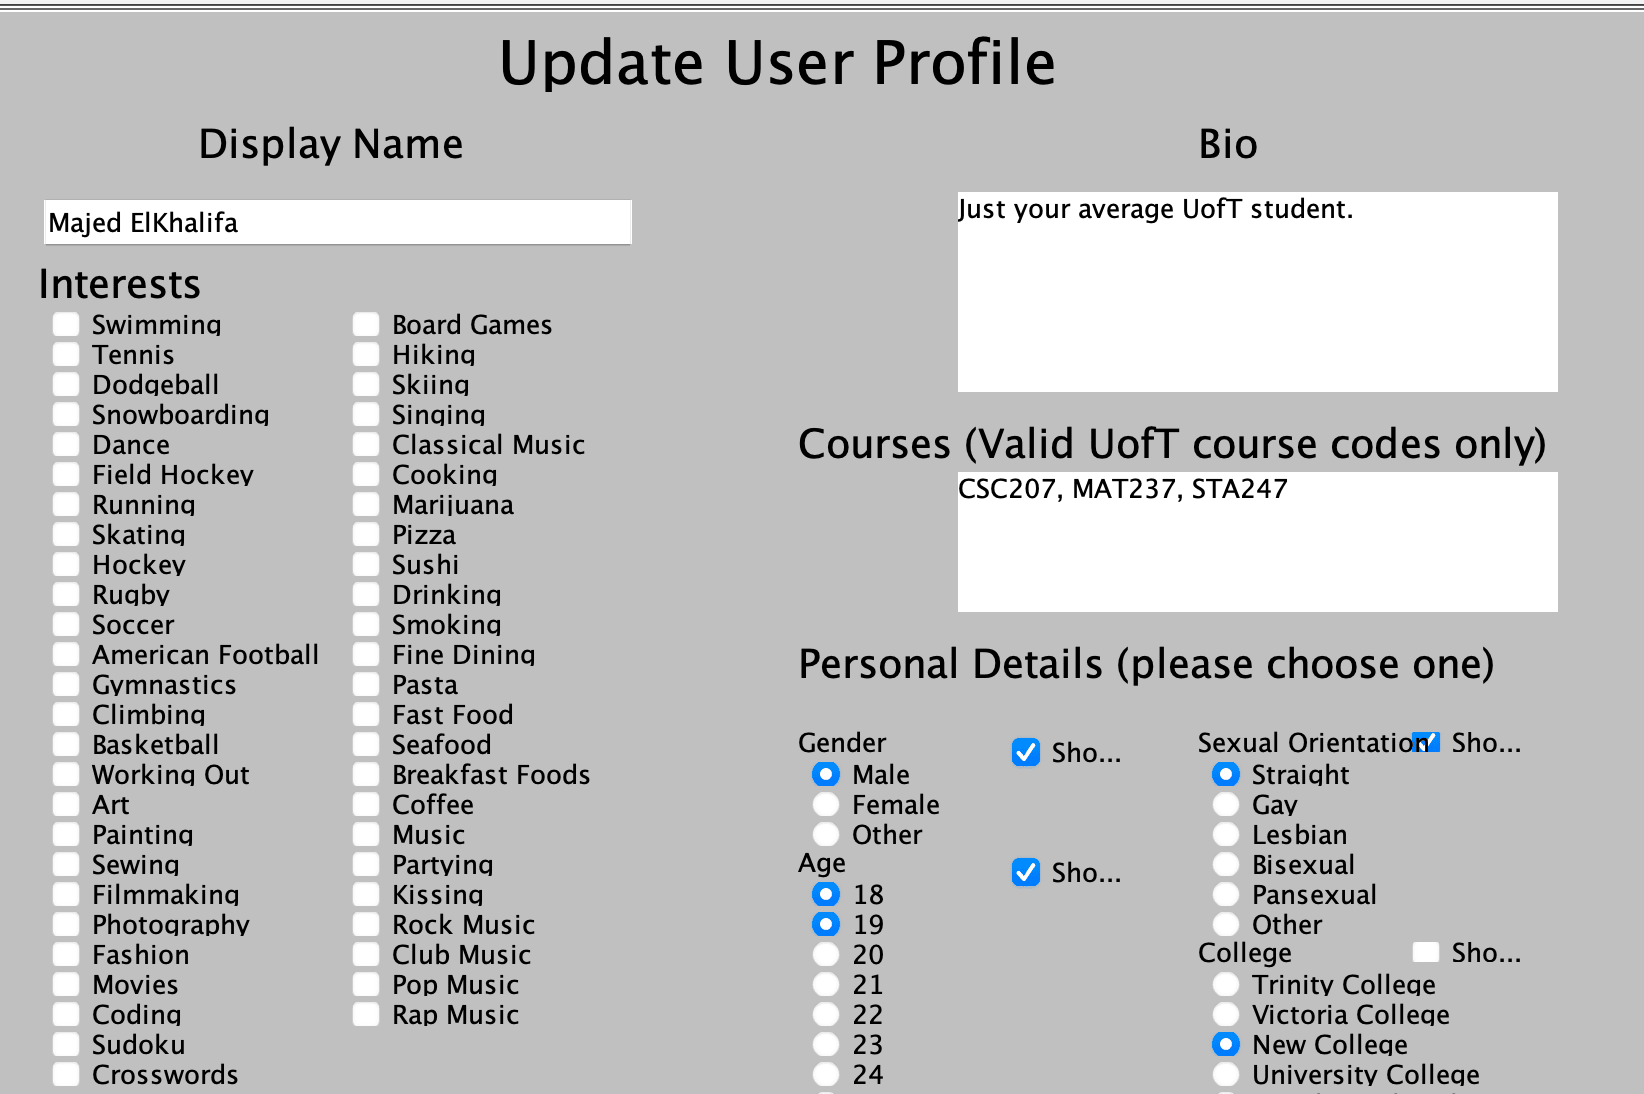 Update User Profile
Display Name
Majed ElKhalifa
Interests
Swimming
Tennis
Dodgeball
Snowboarding
Dance
Field Hockey
Running
Skating
Hockey
Rugby
Soccer
American Football
Gymnastics
Climbing
Basketball
Working Out
Art
Painting
Sewing
Filmmaking
Photography
Fashion
Movies
Coding
Sudoku
Crosswords
Board Games
Hiking
Skiing
Singing
Classical Music
Cooking
Marijuana
Pizza
Sushi
Drinking
Smoking
Fine Dining
Pasta
Fast Food
Seafood
Breakfast Foods
Coffee
Music
Partying
Kissing
Rock Music
Club Music
Pop Music
Rap Music
Bio
Just your average UofT student.
Courses (Valid UofT course codes only)
CSC207, MAT237, STA247
Personal Details (please choose one)
Gender
Sho...
Male
Female
Other
Age
Sho...
18
19
20
21
22
23
24
Sexual Orientation
Sho...
Straight
Gay
Lesbian
Bisexual
Pansexual
Other
College
Sho...
Trinity College
Victoria College
New College
University College